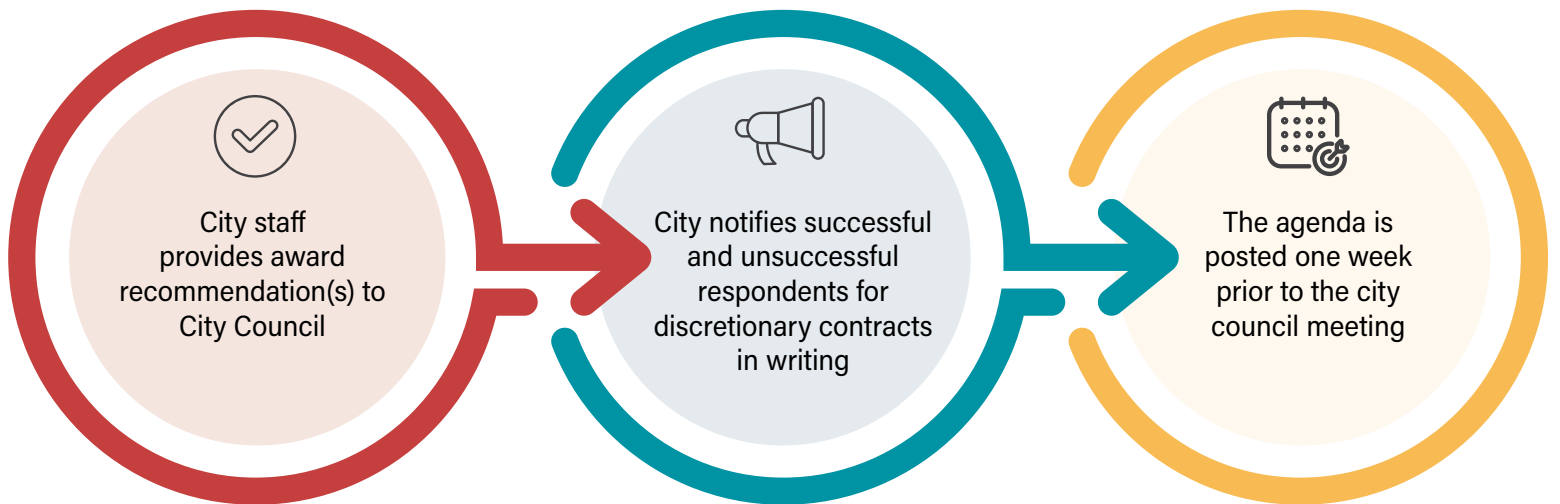 City staff
provides award
recommendation(s) to
City Council
City notifies successful
and unsuccessful
respondents for
discretionary contracts
in writing
The agenda is
posted one week
prior to the city
council meeting